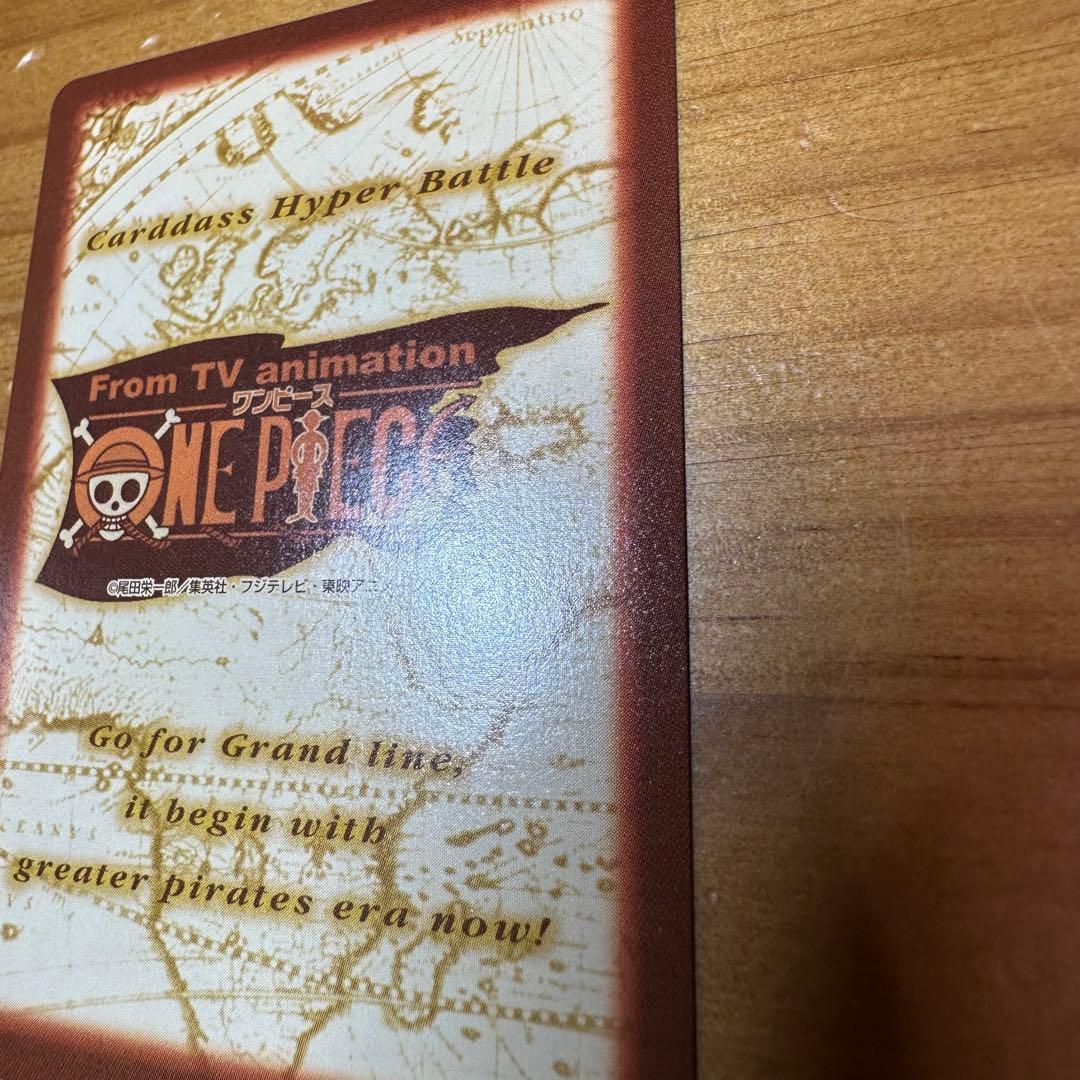 Septentrio
Carddass Hyper Battle
From TV animation
ワンピース
ONE PIECE
©尾田栄一郎／集英社・フジテレビ・東映アニ
Go for Grand line,
it begin with
CEANVS
greater pirates era now!